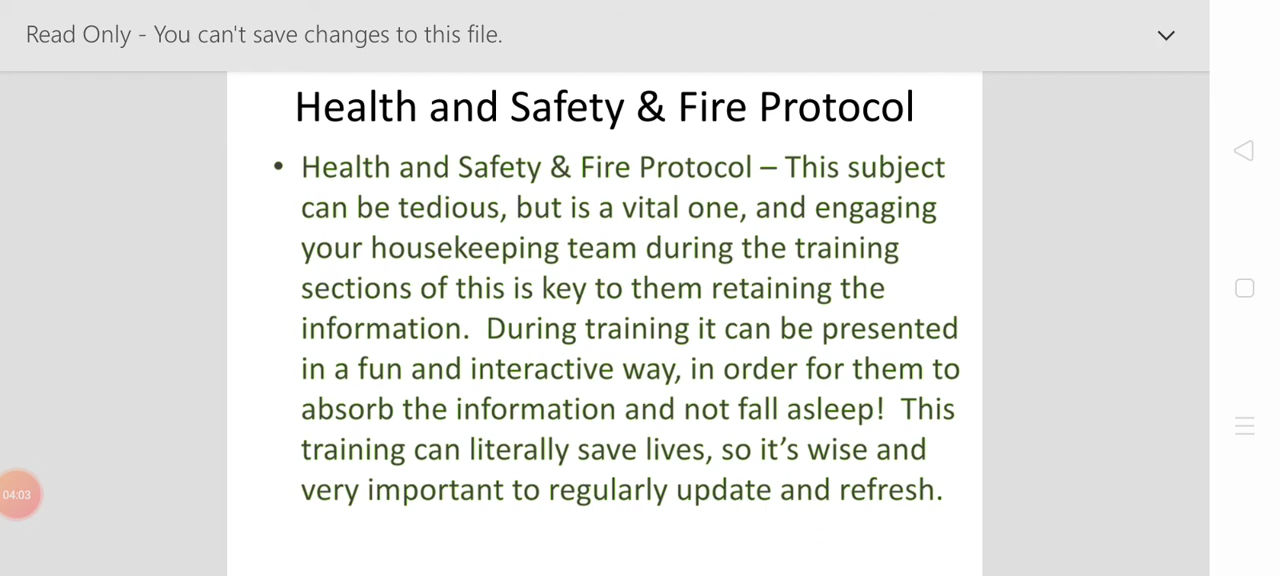 Read Only - You can't save changes to this file.
Health and Safety & Fire Protocol
• Health and Safety & Fire Protocol – This subject
can be tedious, but is a vital one, and engaging
your housekeeping team during the training
sections of this is key to them retaining the
information.  During training it can be presented
in a fun and interactive way, in order for them to
absorb the information and not fall asleep!  This
training can literally save lives, so it’s wise and
very important to regularly update and refresh.
04:03